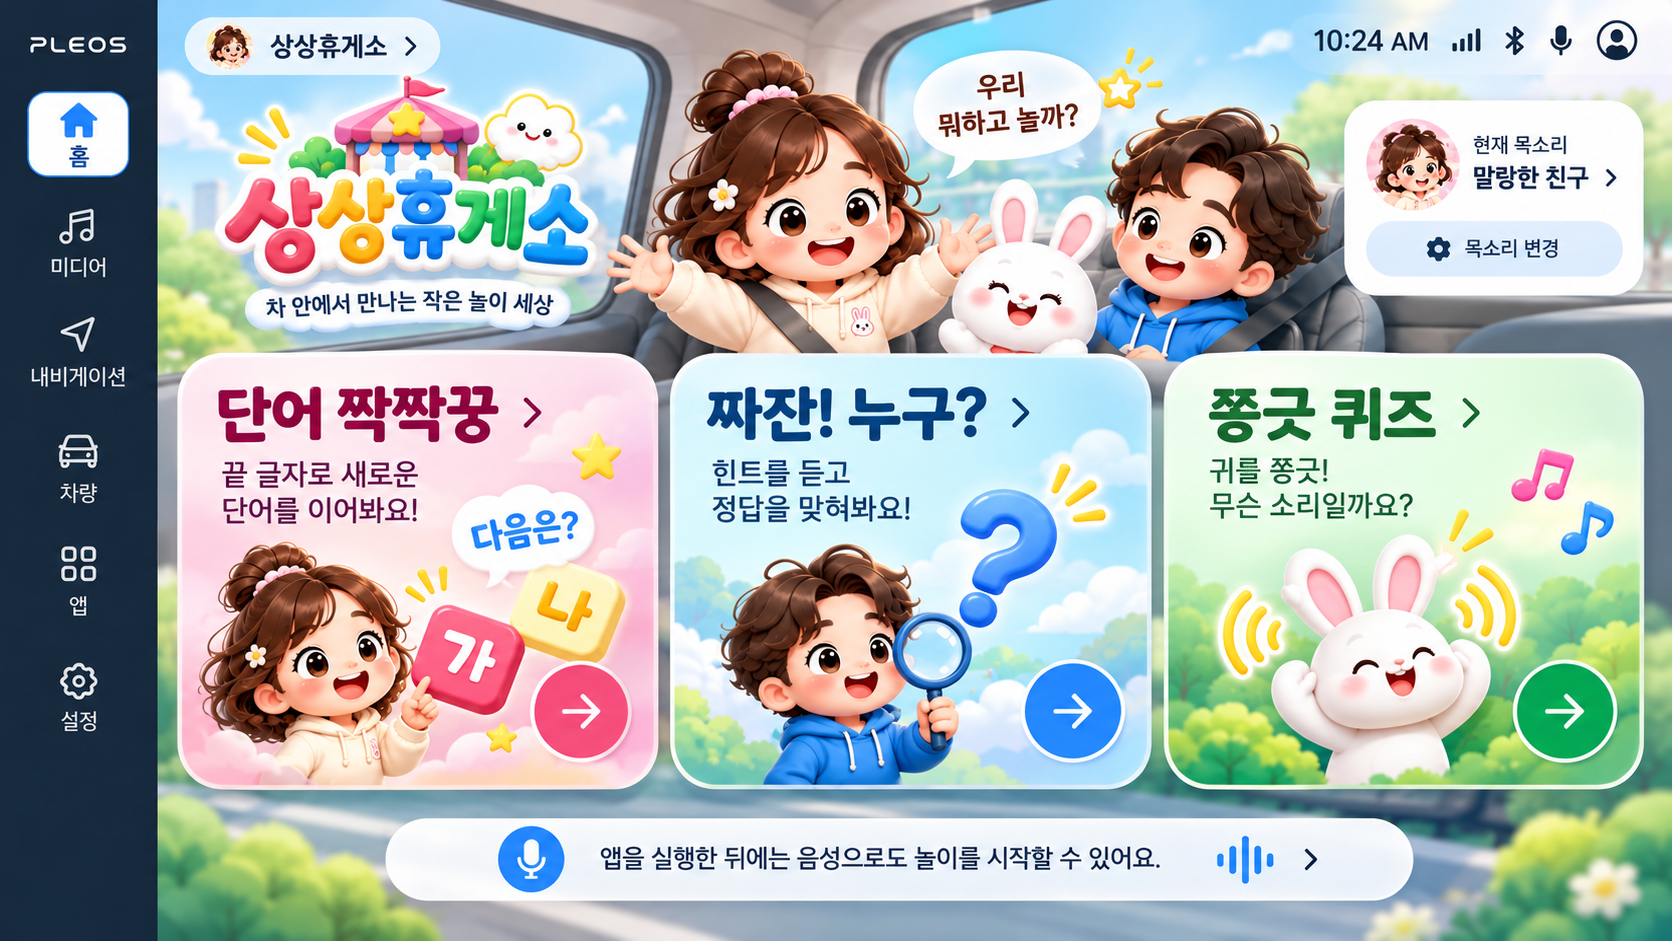 PLEOS
홈
미디어
내비게이션
차량
앱
설정
상상휴게소
10:24 AM
상상휴게소
차 안에서 만나는 작은 놀이 세상
우리
뭐하고 놀까?
현재 목소리
말랑한 친구
목소리 변경
단어 짝짝꿍
끝 글자로 새로운
단어를 이어봐요!
다음은?
가
나
짜잔! 누구?
힌트를 듣고
정답을 맞혀봐요!
쫑긋 퀴즈
귀를 쫑긋!
무슨 소리일까요?
앱을 실행한 뒤에는 음성으로도 놀이를 시작할 수 있어요.